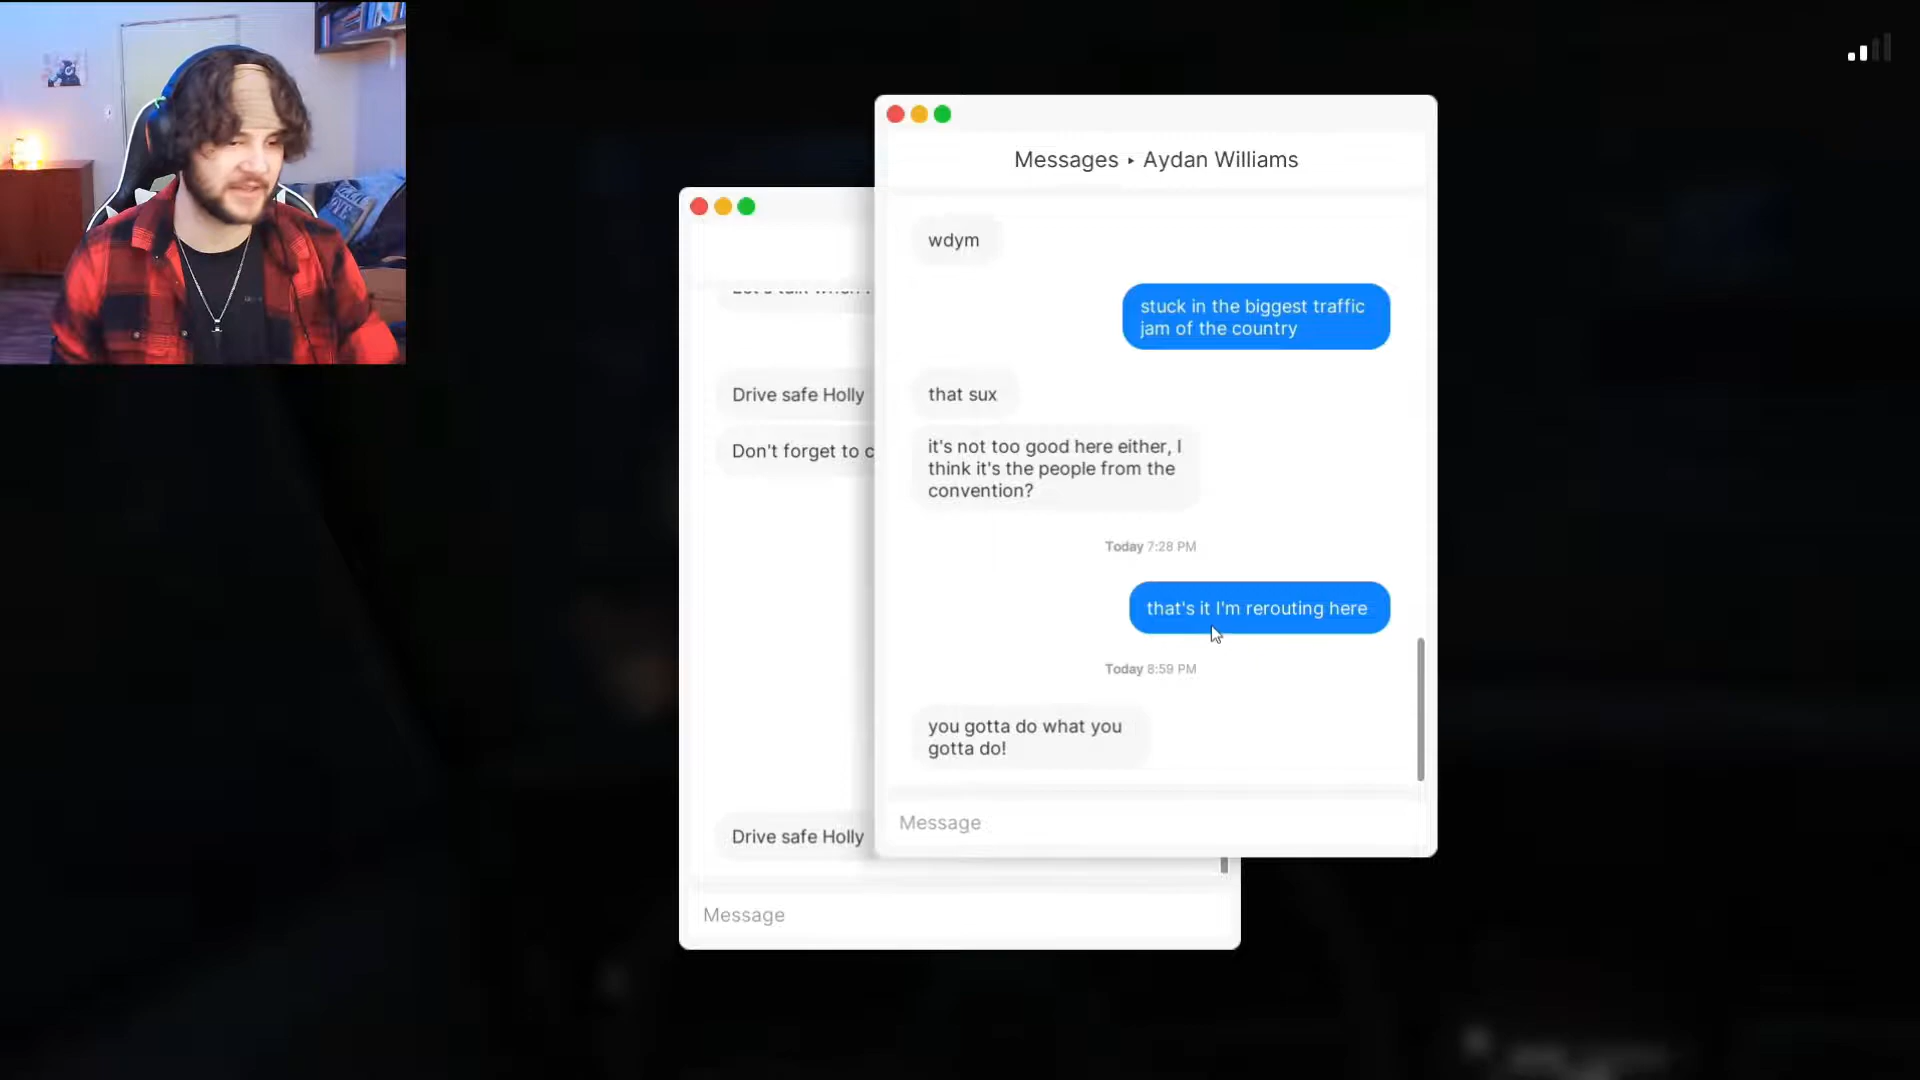 Messages ▸ Aydan Williams
wdym
stuck in the biggest traffic
jam of the country
that sux
it's not too good here either, I
think it's the people from the
convention?
Today 7:28 PM
that's it I'm rerouting here
Today 8:59 PM
you gotta do what you
gotta do!
Message
Drive safe Holly
Don't forget to c
Drive safe Holly
Message